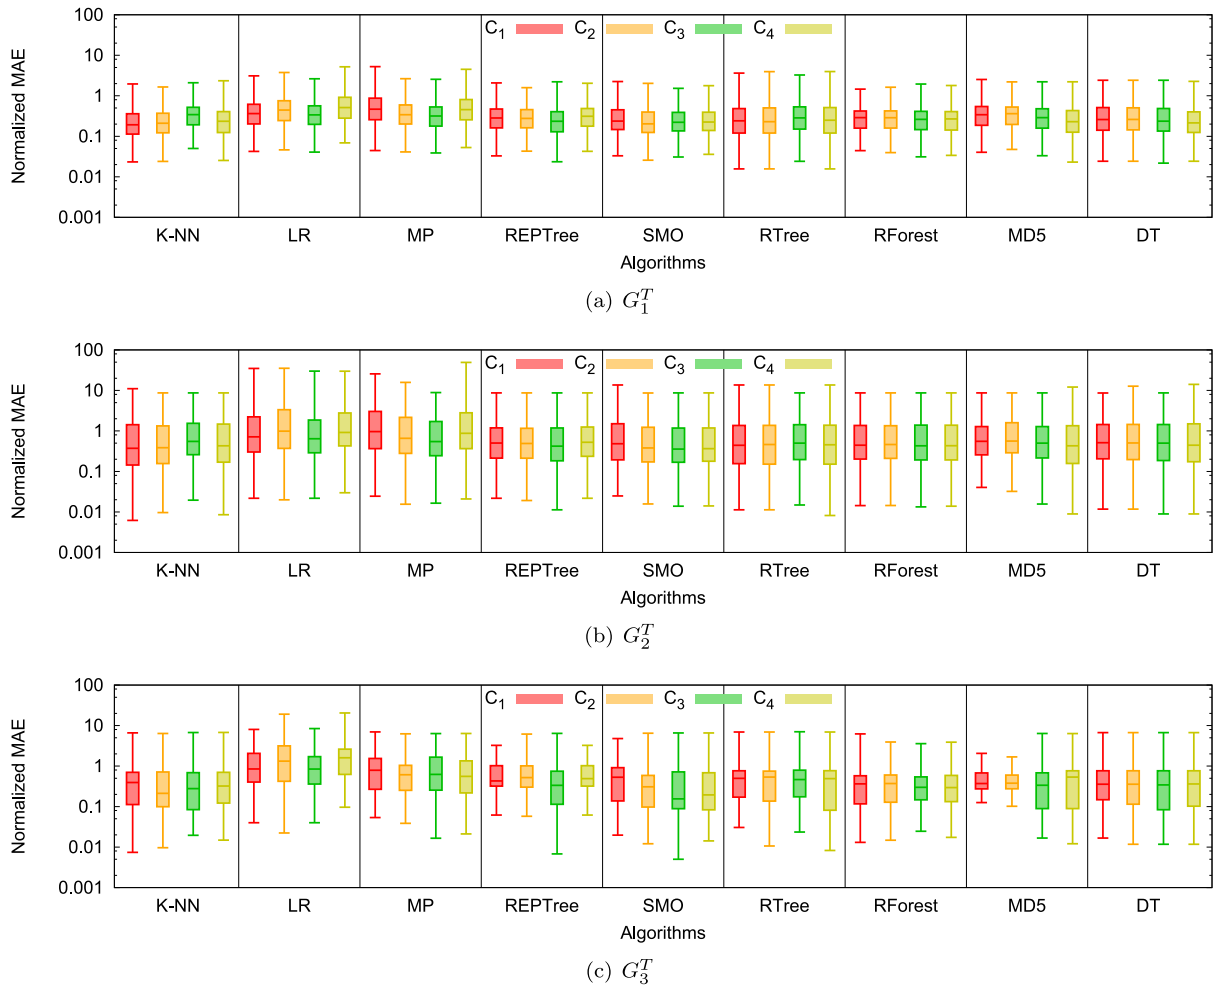 C1 C2 C3 C4
Normalized MAE
100
10
1
0.1
0.01
0.001
K-NN LR MP REPTree SMO RTree RForest MD5 DT
Algorithms
(a) G_1^T
C1 C2 C3 C4
Normalized MAE
100
10
1
0.1
0.01
0.001
K-NN LR MP REPTree SMO RTree RForest MD5 DT
Algorithms
(b) G_2^T
C1 C2 C3 C4
Normalized MAE
100
10
1
0.1
0.01
0.001
K-NN LR MP REPTree SMO RTree RForest MD5 DT
Algorithms
(c) G_3^T